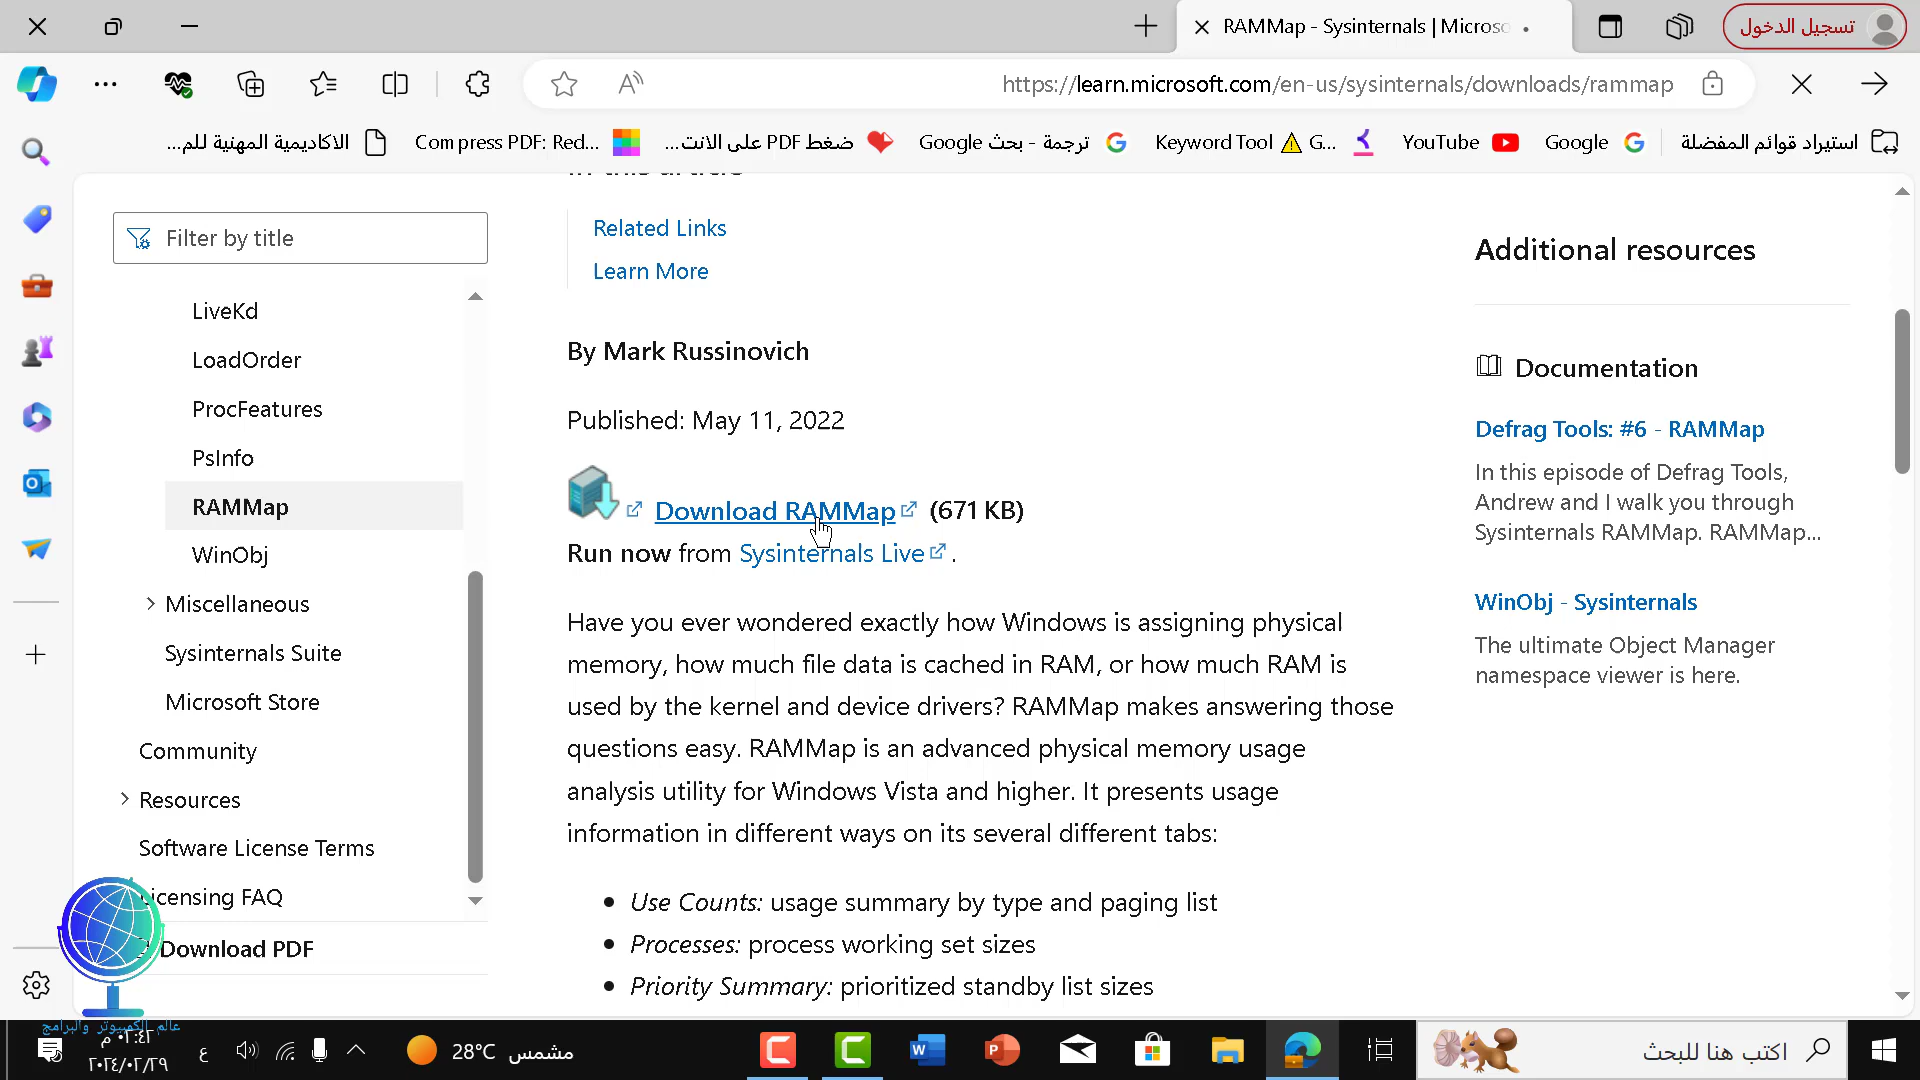 RAMMap - Sysinternals | Micros
تسجيل الدخول
https://learn.microsoft.com/en-us/sysinternals/downloads/rammap
استيراد قوائم المفضلة
Google
YouTube
Keyword Tool ⚠ G...
ترجمة - بحث Google
ضغط PDF على الانت...
Compress PDF: Red...
الاكاديمية المهنية للم...
Filter by title
LiveKd
LoadOrder
ProcFeatures
PsInfo
RAMMap
WinObj
Miscellaneous
Sysinternals Suite
Microsoft Store
Community
Resources
Software License Terms
Licensing FAQ
Download PDF
In this article
Related Links
Learn More
By Mark Russinovich
Published: May 11, 2022
Download RAMMap (671 KB)
Run now from Sysinternals Live.
Have you ever wondered exactly how Windows is assigning physical
memory, how much file data is cached in RAM, or how much RAM is
used by the kernel and device drivers? RAMMap makes answering those
questions easy. RAMMap is an advanced physical memory usage
analysis utility for Windows Vista and higher. It presents usage
information in different ways on its several different tabs:
• Use Counts: usage summary by type and paging list
• Processes: process working set sizes
• Priority Summary: prioritized standby list sizes
Additional resources
Documentation
Defrag Tools: #6 - RAMMap
In this episode of Defrag Tools,
Andrew and I walk you through
Sysinternals RAMMap. RAMMap...
WinObj - Sysinternals
The ultimate Object Manager
namespace viewer is here.
عالم الكمبيوتر والبرامج
٠٢:٤٢ م
٢٠٢٤/٠٢/٢٩
ع
28°C مشمس
اكتب هنا للبحث